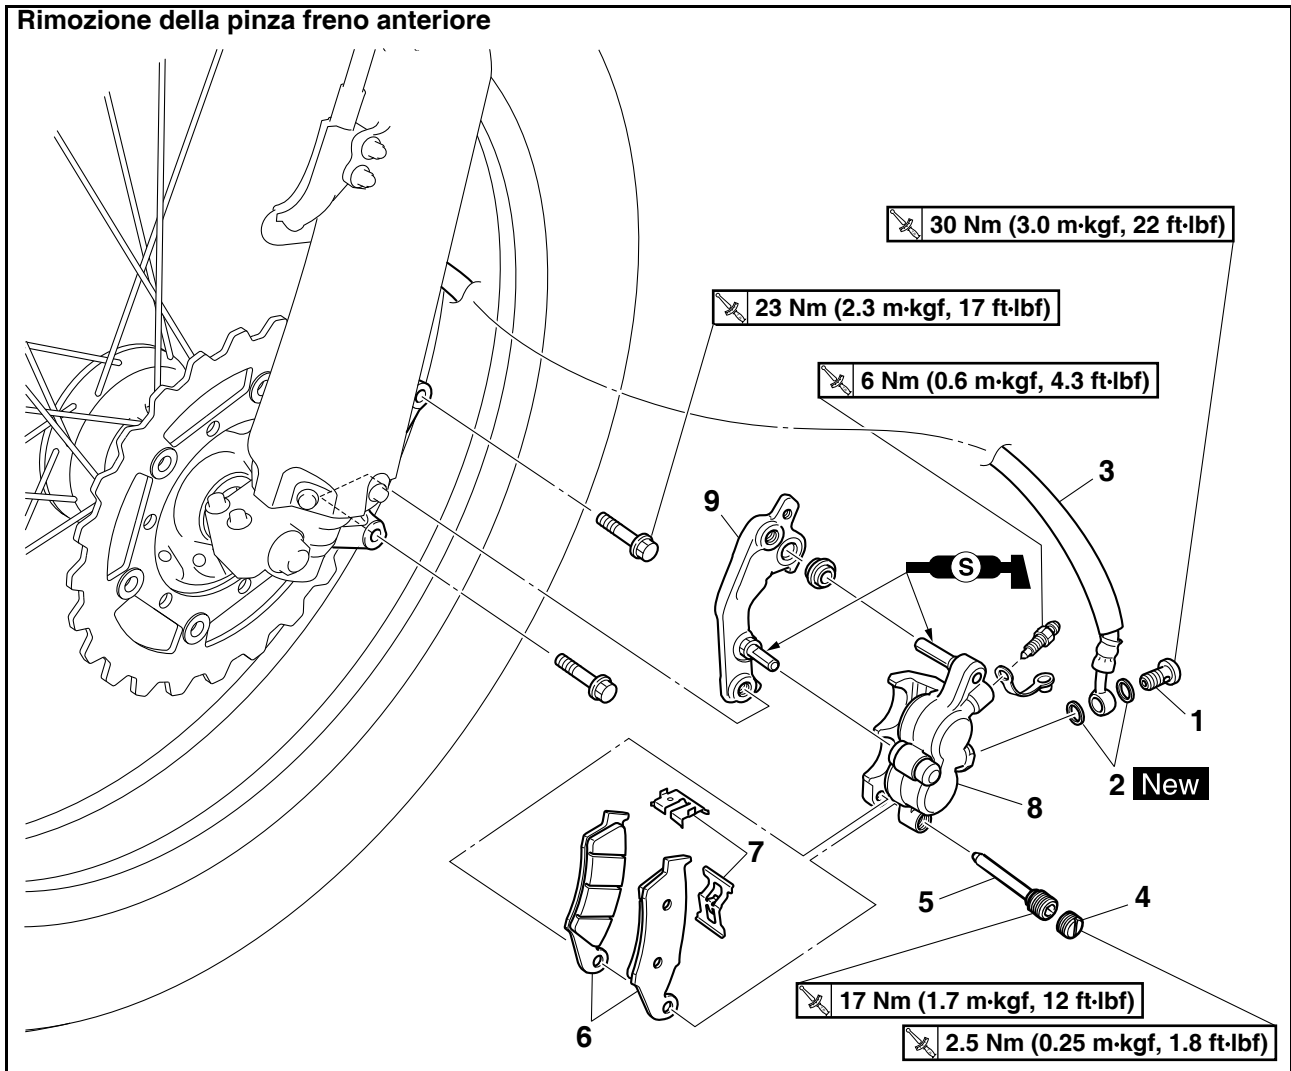 Rimozione della pinza freno anteriore
30 Nm (3.0 m·kgf, 22 ft·lbf)
23 Nm (2.3 m·kgf, 17 ft·lbf)
6 Nm (0.6 m·kgf, 4.3 ft·lbf)
3
9
S
1
2 New
8
7
5
4
6
17 Nm (1.7 m·kgf, 12 ft·lbf)
2.5 Nm (0.25 m·kgf, 1.8 ft·lbf)